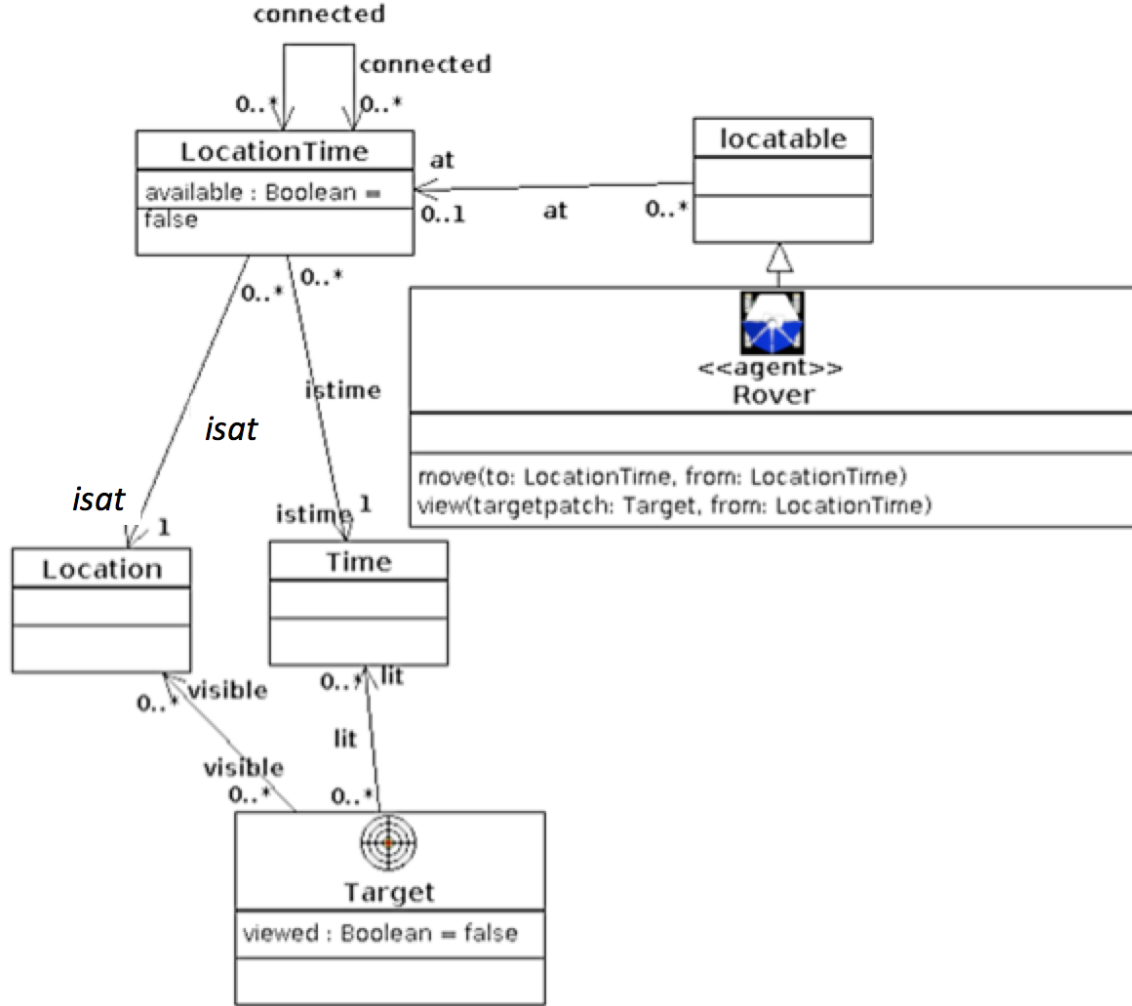 connected
connected
0..*
0..*
LocationTime
available : Boolean =
false
locatable
at
0..1
at
0..*
0..*
0..*
<<agent>>
Rover
move(to: LocationTime, from: LocationTime)
view(targetpatch: Target, from: LocationTime)
istime
isat
isat
istime
1
1
Location
Time
0..*
visible
0..*
lit
visible
lit
0..*
0..*
Target
viewed : Boolean = false